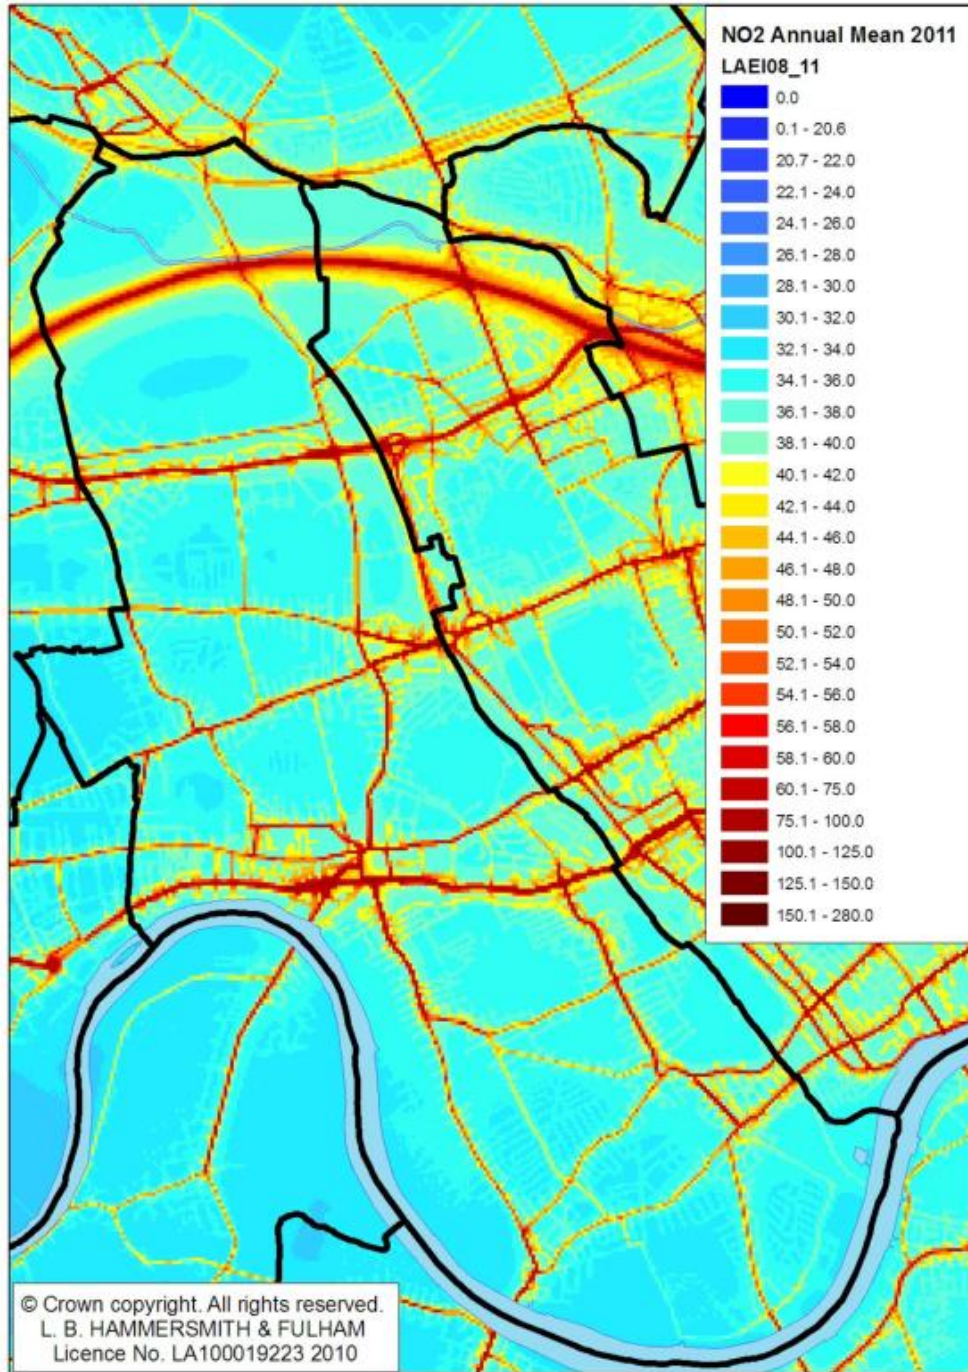 NO2 Annual Mean 2011
LAEI08_11
0.0
0.1 - 20.6
20.7 - 22.0
22.1 - 24.0
24.1 - 26.0
26.1 - 28.0
28.1 - 30.0
30.1 - 32.0
32.1 - 34.0
34.1 - 36.0
36.1 - 38.0
38.1 - 40.0
40.1 - 42.0
42.1 - 44.0
44.1 - 46.0
46.1 - 48.0
48.1 - 50.0
50.1 - 52.0
52.1 - 54.0
54.1 - 56.0
56.1 - 58.0
58.1 - 60.0
60.1 - 75.0
75.1 - 100.0
100.1 - 125.0
125.1 - 150.0
150.1 - 280.0
© Crown copyright. All rights reserved.
L. B. HAMMERSMITH & FULHAM
Licence No. LA100019223 2010